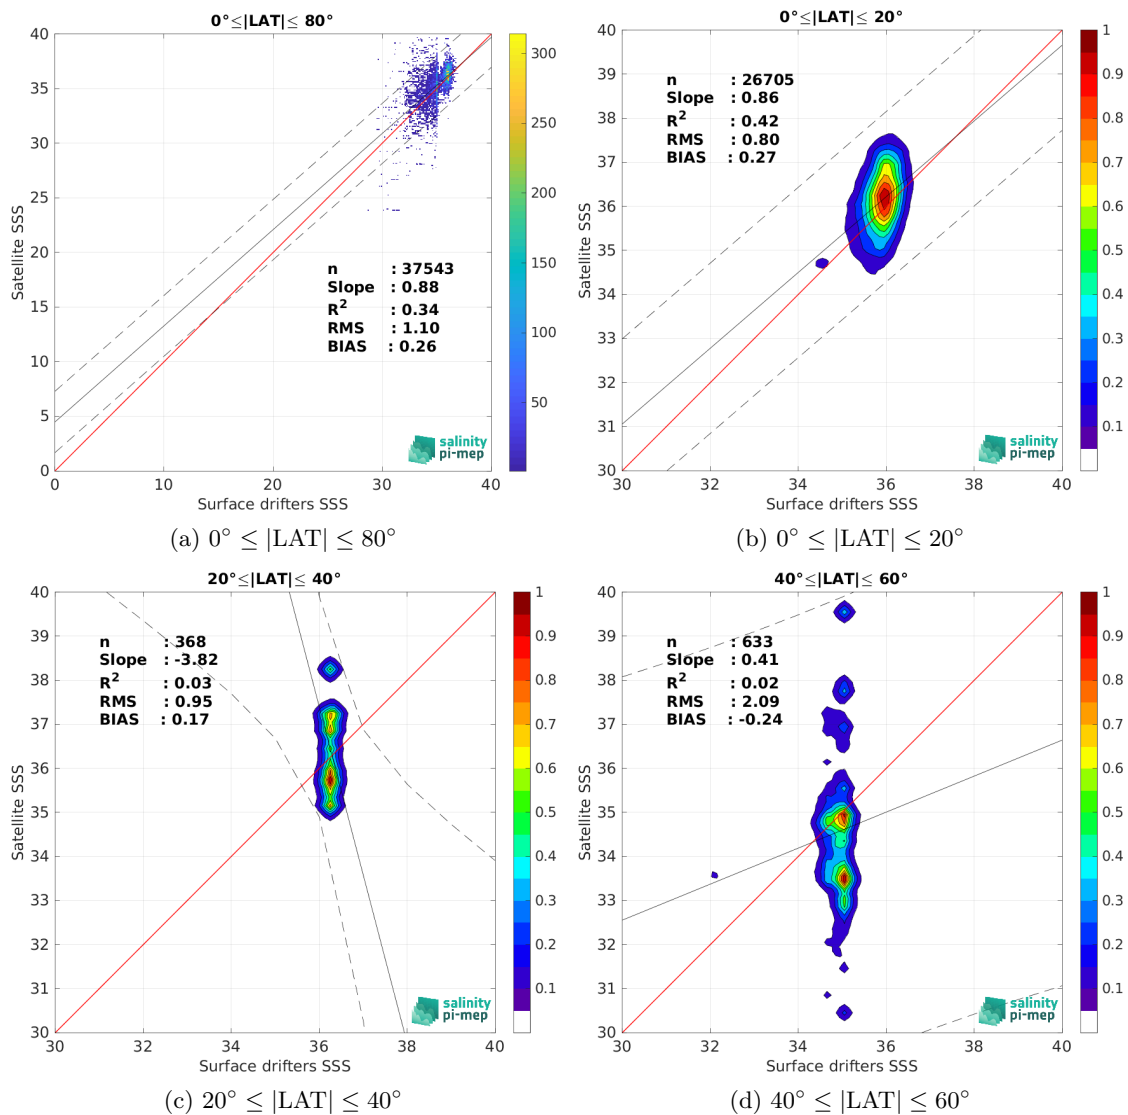 0°≤|LAT|≤ 80°
40
35
30
25
20
15
10
5
0
Satellite SSS
n : 37543
Slope : 0.88
R² : 0.34
RMS : 1.10
BIAS : 0.26
salinity
pi-mep
0 10 20 30 40
Surface drifters SSS
300
250
200
150
100
50
(a) 0° ≤ |LAT| ≤ 80°
0°≤|LAT|≤ 20°
40
39
38
37
36
35
34
33
32
31
30
Satellite SSS
n : 26705
Slope : 0.86
R² : 0.42
RMS : 0.80
BIAS : 0.27
salinity
pi-mep
30 32 34 36 38 40
Surface drifters SSS
1
0.9
0.8
0.7
0.6
0.5
0.4
0.3
0.2
0.1
(b) 0° ≤ |LAT| ≤ 20°
20°≤|LAT|≤ 40°
40
39
38
37
36
35
34
33
32
31
30
Satellite SSS
n : 368
Slope : -3.82
R² : 0.03
RMS : 0.95
BIAS : 0.17
salinity
pi-mep
30 32 34 36 38 40
Surface drifters SSS
1
0.9
0.8
0.7
0.6
0.5
0.4
0.3
0.2
0.1
(c) 20° ≤ |LAT| ≤ 40°
40°≤|LAT|≤ 60°
40
39
38
37
36
35
34
33
32
31
30
Satellite SSS
n : 633
Slope : 0.41
R² : 0.02
RMS : 2.09
BIAS : -0.24
salinity
pi-mep
30 32 34 36 38 40
Surface drifters SSS
1
0.9
0.8
0.7
0.6
0.5
0.4
0.3
0.2
0.1
(d) 40° ≤ |LAT| ≤ 60°